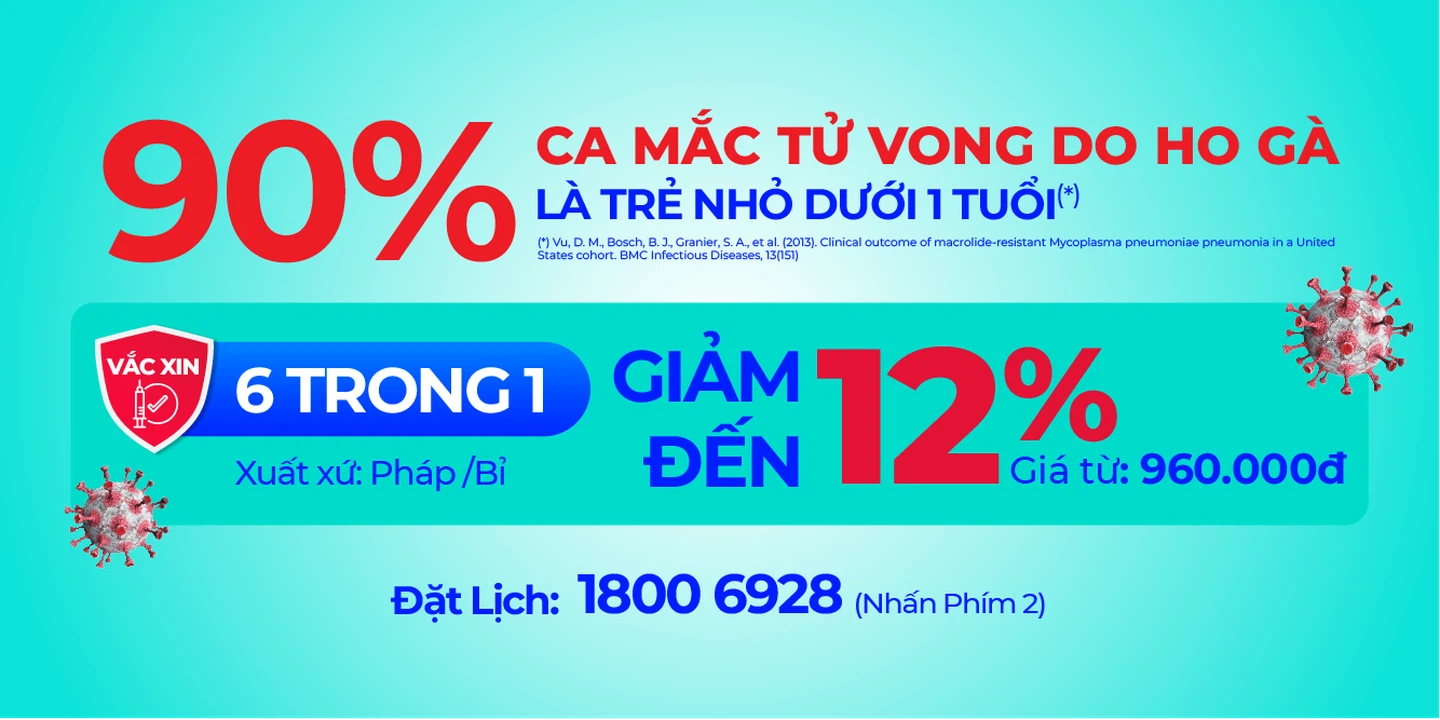 90% CA MẮC TỬ VONG DO HO GÀ
LÀ TRẺ NHỎ DƯỚI 1 TUỔI(*)
(*) Vu, D. M., Bosch, B. J., Granier, S. A., et al. (2013). Clinical outcome of macrolide-resistant Mycoplasma pneumoniae pneumonia in a United
States cohort. BMC Infectious Diseases, 13(151)
VẮC XIN
6 TRONG 1
Xuất xứ: Pháp /Bỉ
GIẢM
ĐẾN
12%
Giá từ: 960.000đ
Đặt Lịch: 1800 6928 (Nhấn Phím 2)